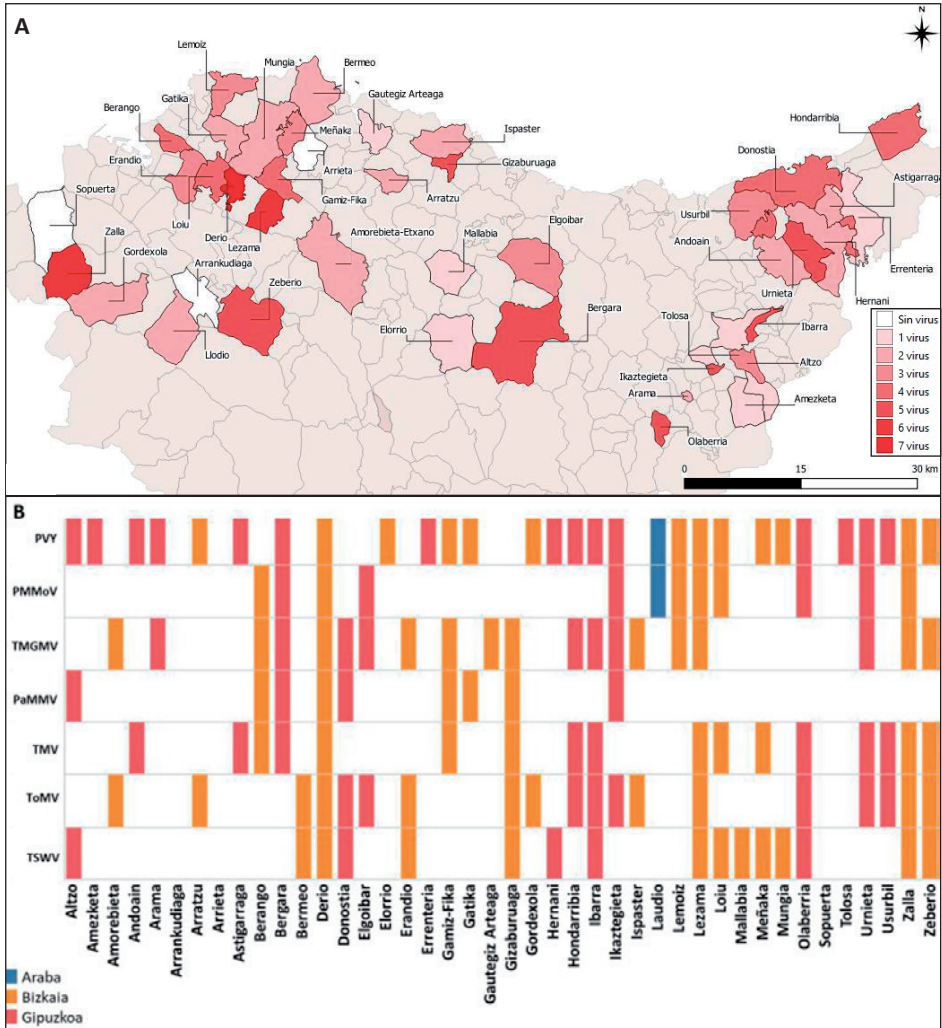 A
N
Lemoiz
Mungia
Bermeo
Gatika
Gautegiz Arteaga
Berango
Meñaka
Ispaster
Hondarribia
Erandio
Arrieta
Gizaburuaga
Donostia
Sopuerta
Gamiz-Fika
Arratzu
Astigarraga
Loiu
Derio
Lezama
Amorebieta-Etxano
Mallabia
Elgoibar
Usurbil
Zalla
Gordexola
Arrankudiaga
Zeberio
Andoain
Errenteria
Urnieta
Hernani
Llodio
Elorrio
Bergara
Tolosa
Ibarra
Ikaztegieta
Altzo
Arama
Amezketa
Olaberria
Sin virus
1 virus
2 virus
3 virus
4 virus
5 virus
6 virus
7 virus
0 15 30 km
B
PVY
PMMoV
TMGMV
PaMMV
TMV
ToMV
TSWV
Altzo
Amezketa
Amorebieta
Andoain
Arama
Arrankudiaga
Arratzu
Arrieta
Astigarraga
Berango
Bergara
Bermeo
Derio
Donostia
Elgoibar
Elorrio
Erandio
Errenteria
Gamiz-Fika
Gatika
Gautegiz Arteaga
Gizaburuaga
Gordexola
Hernani
Hondarribia
Ibarra
Ikaztegieta
Ispaster
Laudio
Lemoiz
Lezama
Loiu
Mallabia
Meñaka
Mungia
Olaberria
Sopuerta
Tolosa
Urnieta
Usurbil
Zalla
Zeberio
Araba
Bizkaia
Gipuzkoa